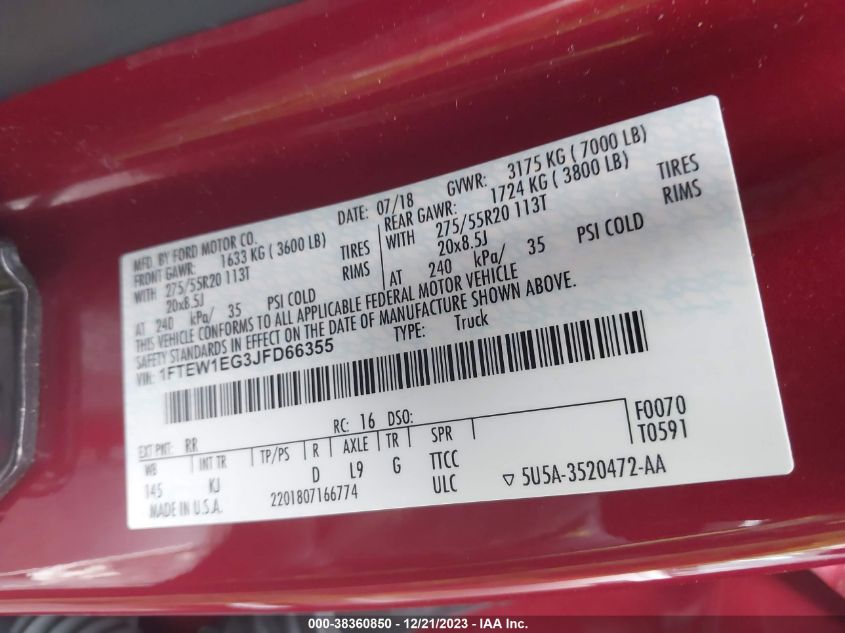 MFD. BY FORD MOTOR CO.
DATE: 07/18 GVWR: 3175 KG ( 7000 LB)
FRONT GAWR: 1633 KG ( 3600 LB) REAR GAWR: 1724 KG ( 3800 LB)
WITH 275/55R20 113T TIRES WITH 275/55R20 113T TIRES
20x8.5J RIMS 20x8.5J RIMS
AT 240 kPa/ 35 PSI COLD AT 240 kPa/ 35 PSI COLD
THIS VEHICLE CONFORMS TO ALL APPLICABLE FEDERAL MOTOR VEHICLE
SAFETY STANDARDS IN EFFECT ON THE DATE OF MANUFACTURE SHOWN ABOVE.
VIN: 1FTEW1EG3JFD66355 TYPE: Truck
F0070
T0591
EXT PNT: RR RC: 16 DSO:
WB INT TR TP/PS R AXLE TR SPR
145 KJ D L9 G TTCC
ULC
MADE IN U.S.A. 2201807166774
▽ 5U5A-3520472-AA
000-38360850 - 12/21/2023 - IAA Inc.